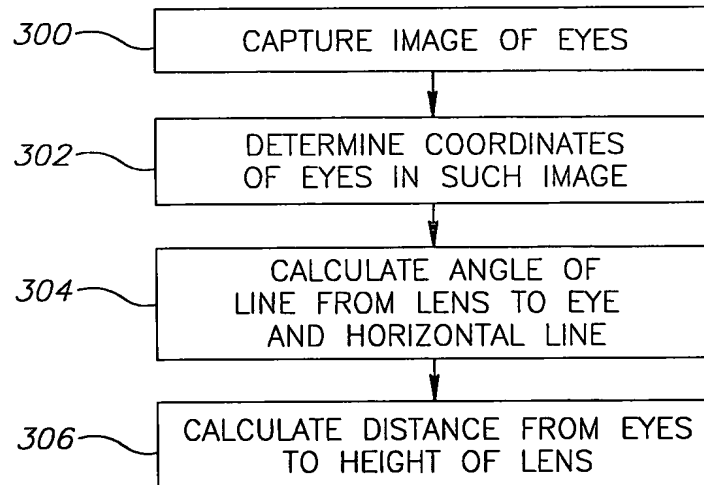 300
CAPTURE IMAGE OF EYES
302
DETERMINE COORDINATES
OF EYES IN SUCH IMAGE
304
CALCULATE ANGLE OF
LINE FROM LENS TO EYE
AND HORIZONTAL LINE
306
CALCULATE DISTANCE FROM EYES
TO HEIGHT OF LENS